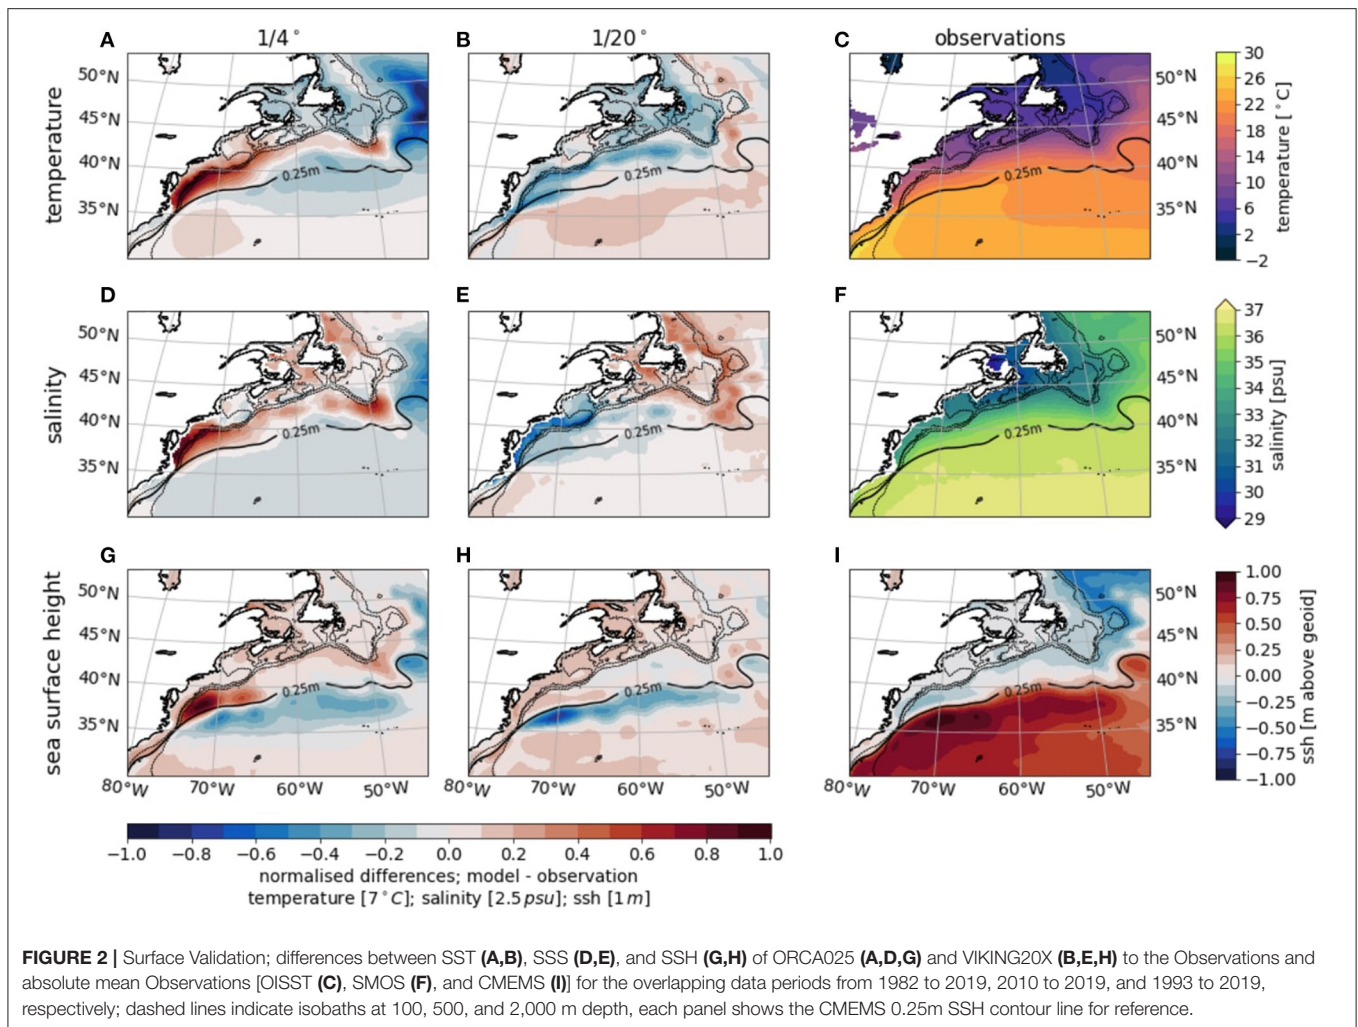 A 1/4° B 1/20° C observations
50°N 50°N
45°N 45°N
40°N 40°N
35°N 35°N
temperature
0.25m 0.25m 0.25m
30
26
22
18
14
10
6
2
−2
temperature [°C]
D E F
50°N 50°N
45°N 45°N
40°N 40°N
35°N 35°N
salinity
0.25m 0.25m 0.25m
37
36
35
34
33
32
31
30
29
salinity [psu]
G H I
50°N 50°N
45°N 45°N
40°N 40°N
35°N 35°N
sea surface height
0.25m 0.25m 0.25m
1.00
0.75
0.50
0.25
0.00
−0.25
−0.50
−0.75
−1.00
ssh [m above geoid]
80°W 70°W 60°W 50°W 80°W 70°W 60°W 50°W 80°W 70°W 60°W 50°W
−1.0 −0.8 −0.6 −0.4 −0.2 0.0 0.2 0.4 0.6 0.8 1.0
normalised differences; model - observation
temperature [7°C]; salinity [2.5psu]; ssh [1m]
FIGURE 2 | Surface Validation; differences between SST (A,B), SSS (D,E), and SSH (G,H) of ORCA025 (A,D,G) and VIKING20X (B,E,H) to the Observations and
absolute mean Observations [OISST (C), SMOS (F), and CMEMS (I)] for the overlapping data periods from 1982 to 2019, 2010 to 2019, and 1993 to 2019,
respectively; dashed lines indicate isobaths at 100, 500, and 2,000 m depth, each panel shows the CMEMS 0.25m SSH contour line for reference.